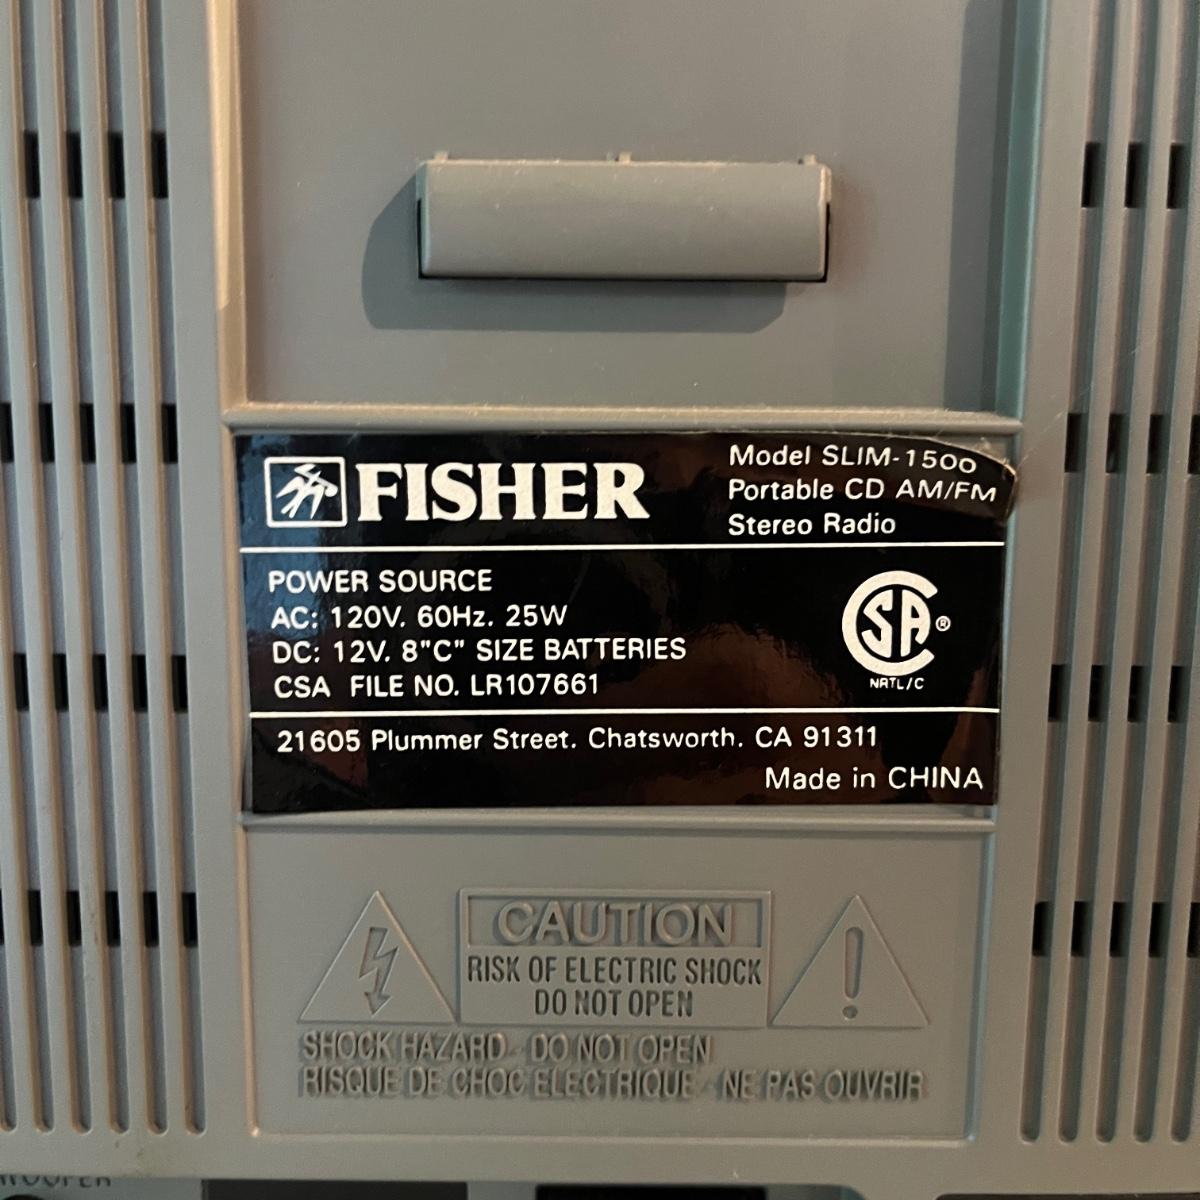 FISHER
Model SLIM-1500
Portable CD AM/FM
Stereo Radio
POWER SOURCE
AC: 120V. 60Hz. 25W
DC: 12V. 8"C" SIZE BATTERIES
CSA FILE NO. LR107661
CSA ®
NRTL/C
21605 Plummer Street. Chatsworth. CA 91311
Made in CHINA
CAUTION
RISK OF ELECTRIC SHOCK
DO NOT OPEN
SHOCK HAZARD - DO NOT OPEN
RISQUE DE CHOC ELECTRIQUE - NE PAS OUVRIR